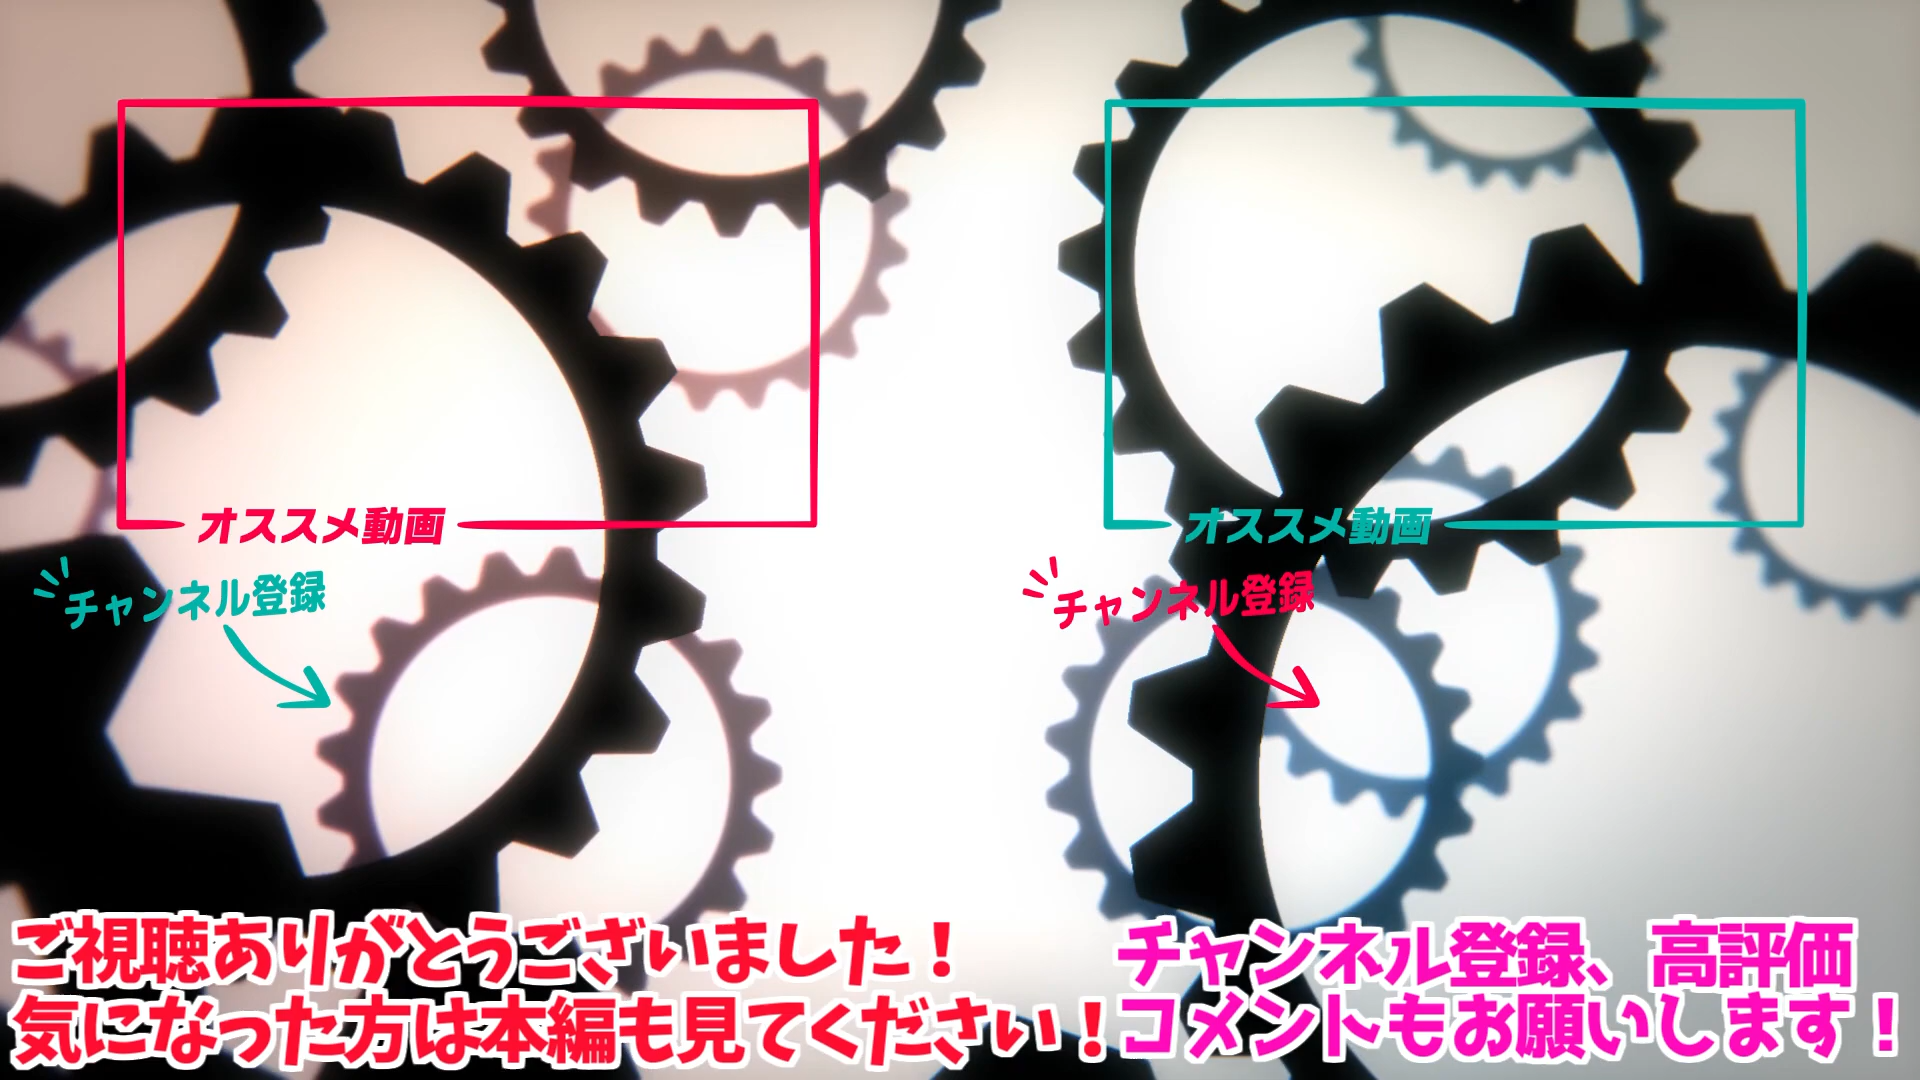 オススメ動画
オススメ動画
チャンネル登録
チャンネル登録
ご視聴ありがとうございました！
気になった方は本編も見てください！
チャンネル登録、高評価
コメントもお願いします！